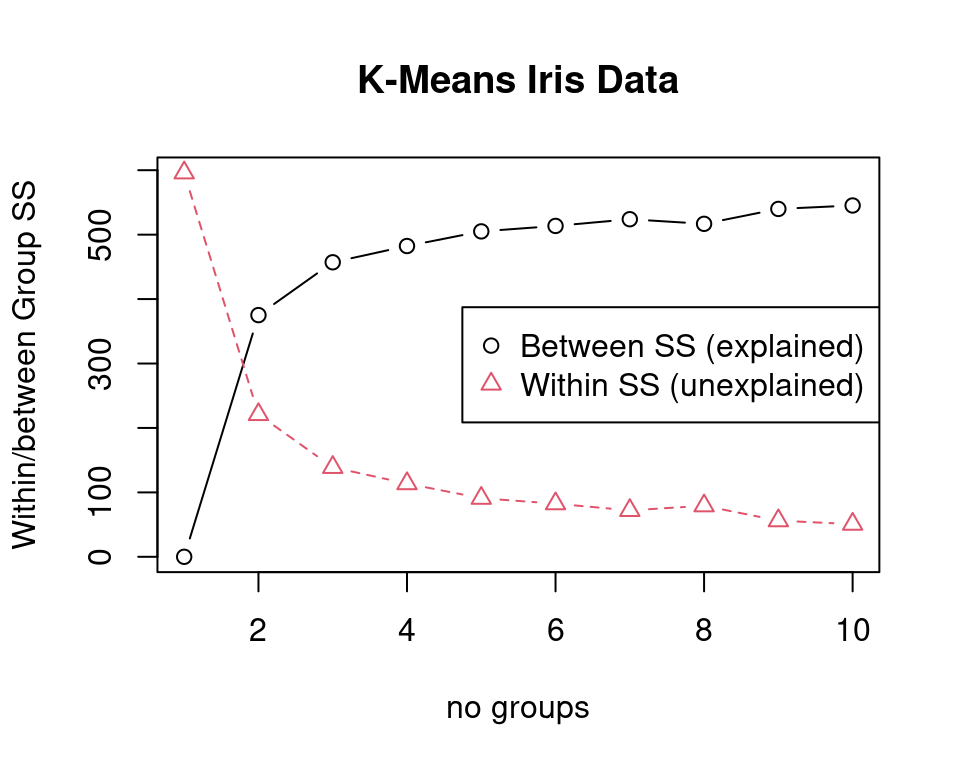 K-Means Iris Data
Within/between Group SS
500
300
100
0
Between SS (explained)
Within SS (unexplained)
2 4 6 8 10
no groups